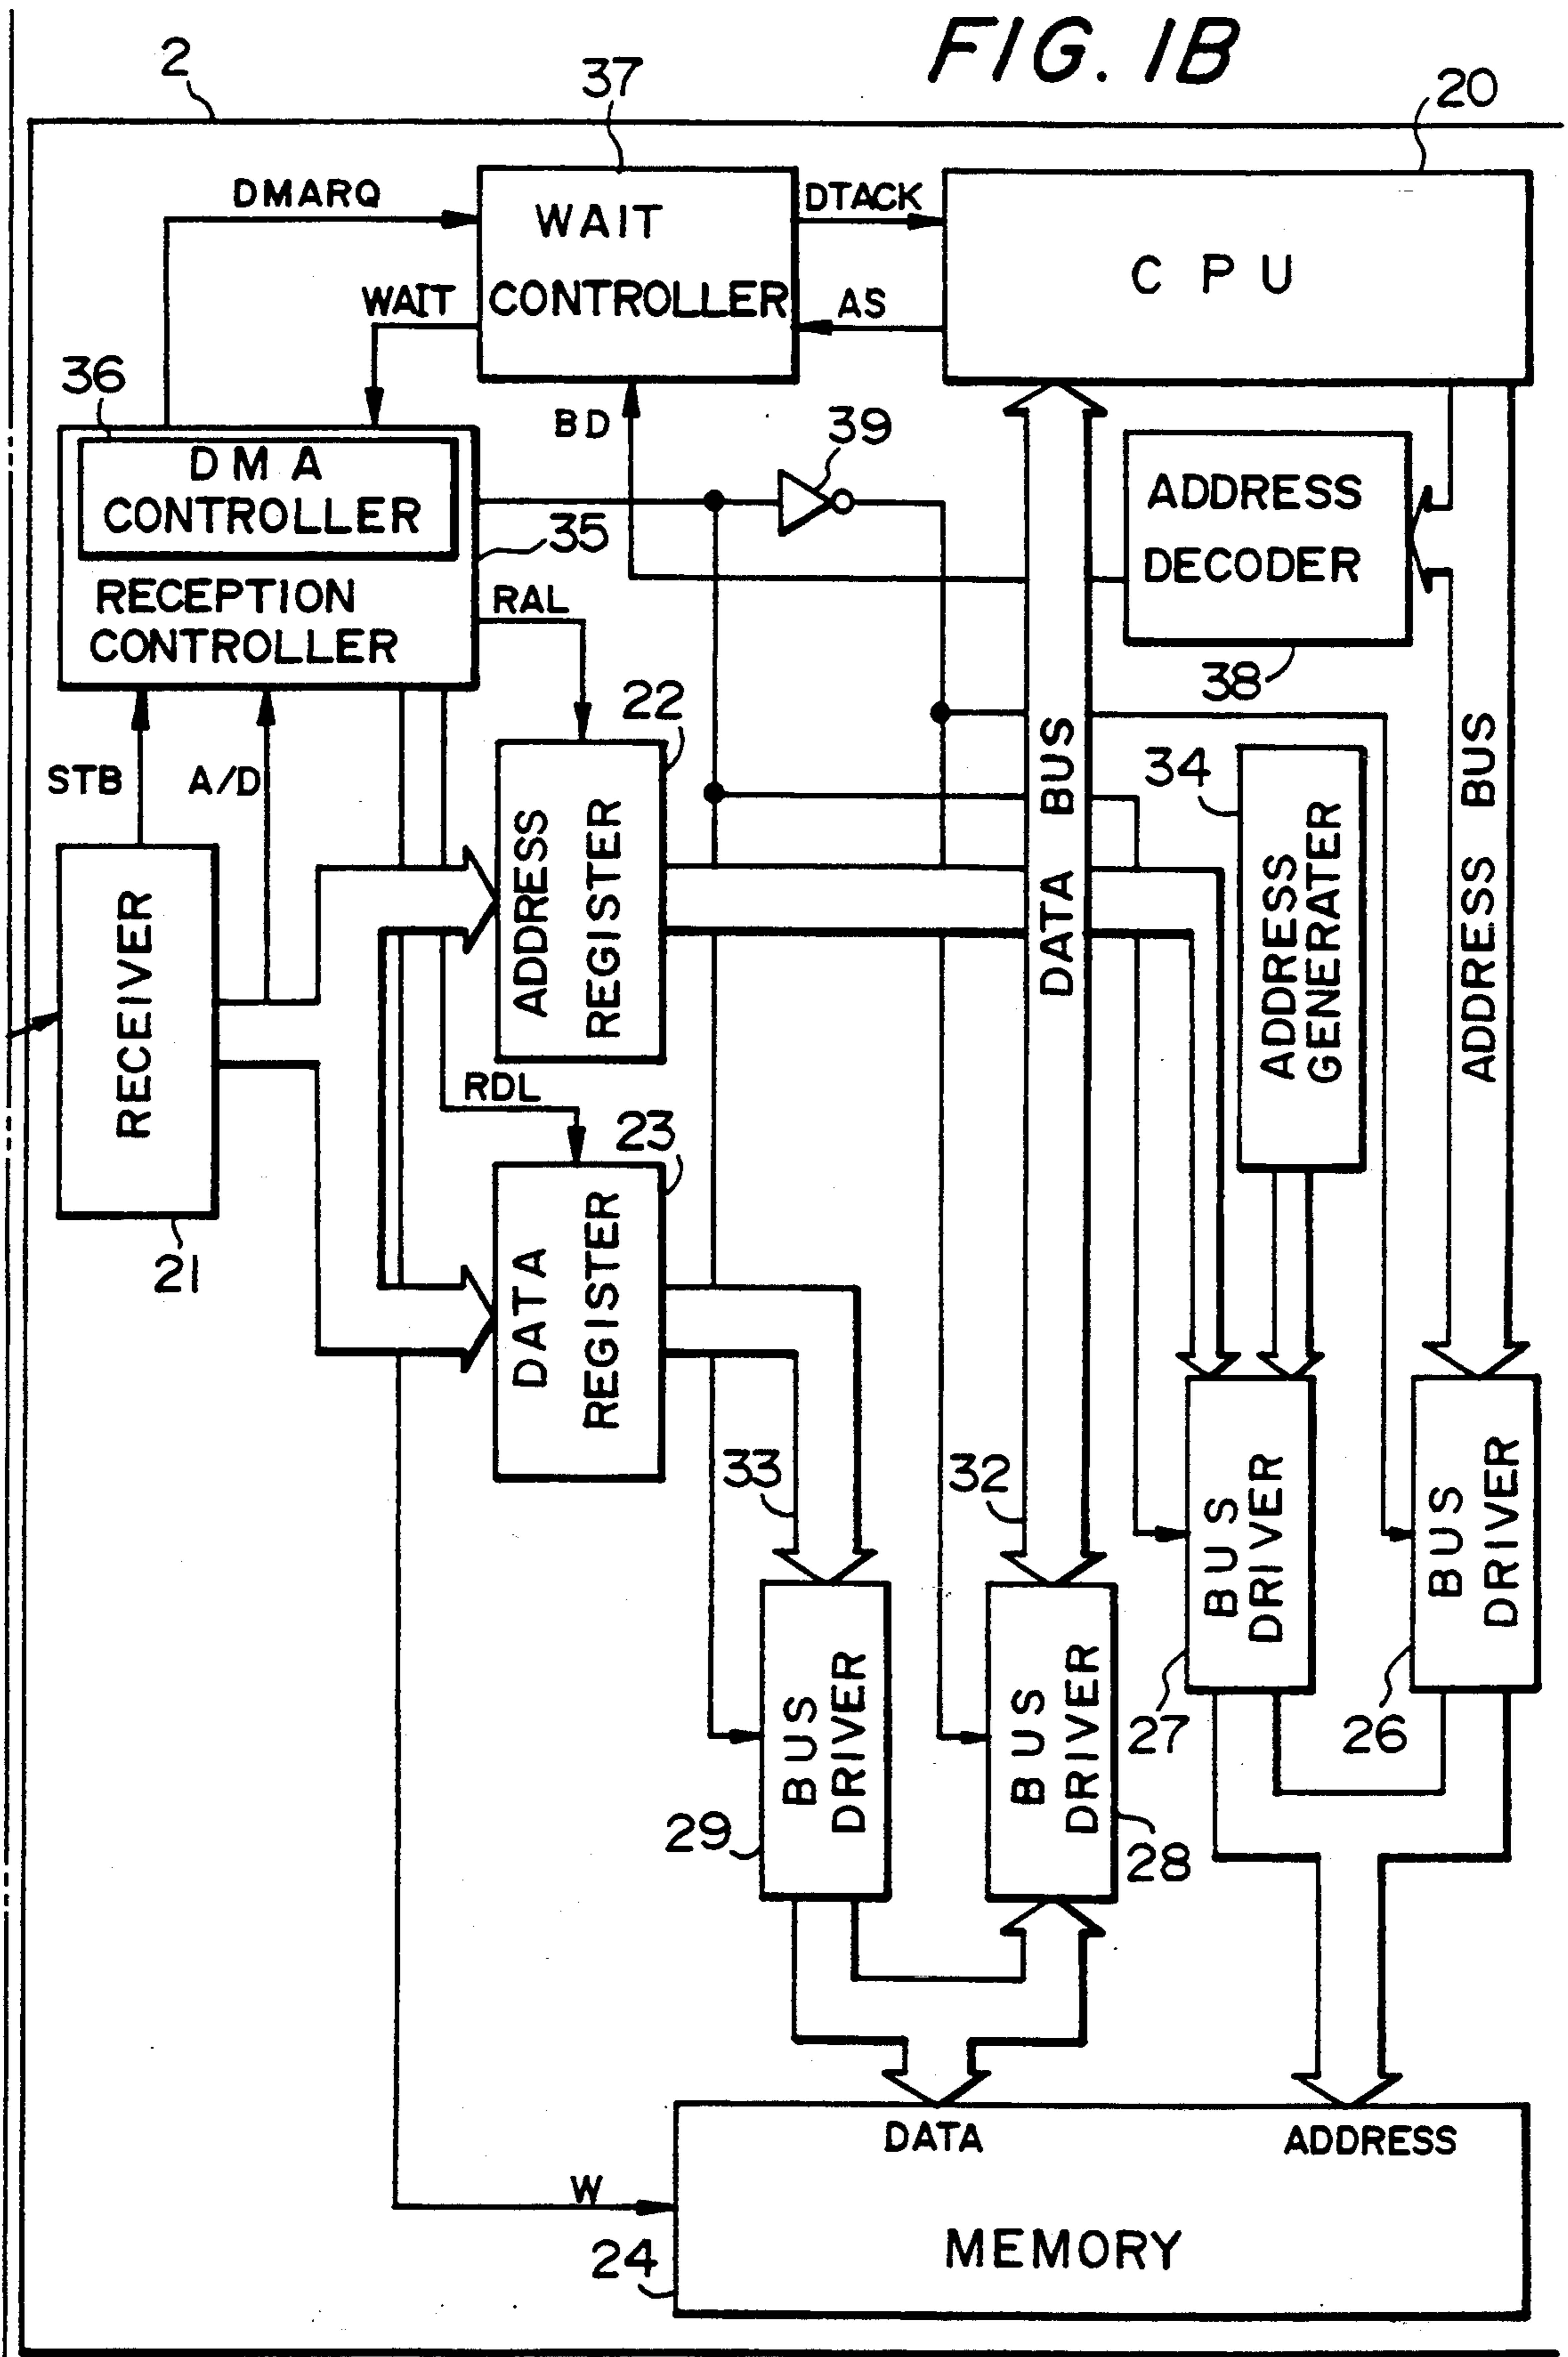 FIG. 1B
2
37
20
DMARQ
WAIT
CONTROLLER
DTACK
AS
CPU
WAIT
36
DMA
CONTROLLER
35
RECEPTION
CONTROLLER
BD
39
ADDRESS
DECODER
38
RAL
STB
A/D
22
ADDRESS
REGISTER
DATA BUS
34
ADDRESS
GENERATER
ADDRESS BUS
RECEIVER
21
RDL
23
DATA
REGISTER
33
32
BUS
DRIVER
27
BUS
DRIVER
26
BUS
DRIVER
29
BUS
DRIVER
28
DATA
ADDRESS
W
24
MEMORY